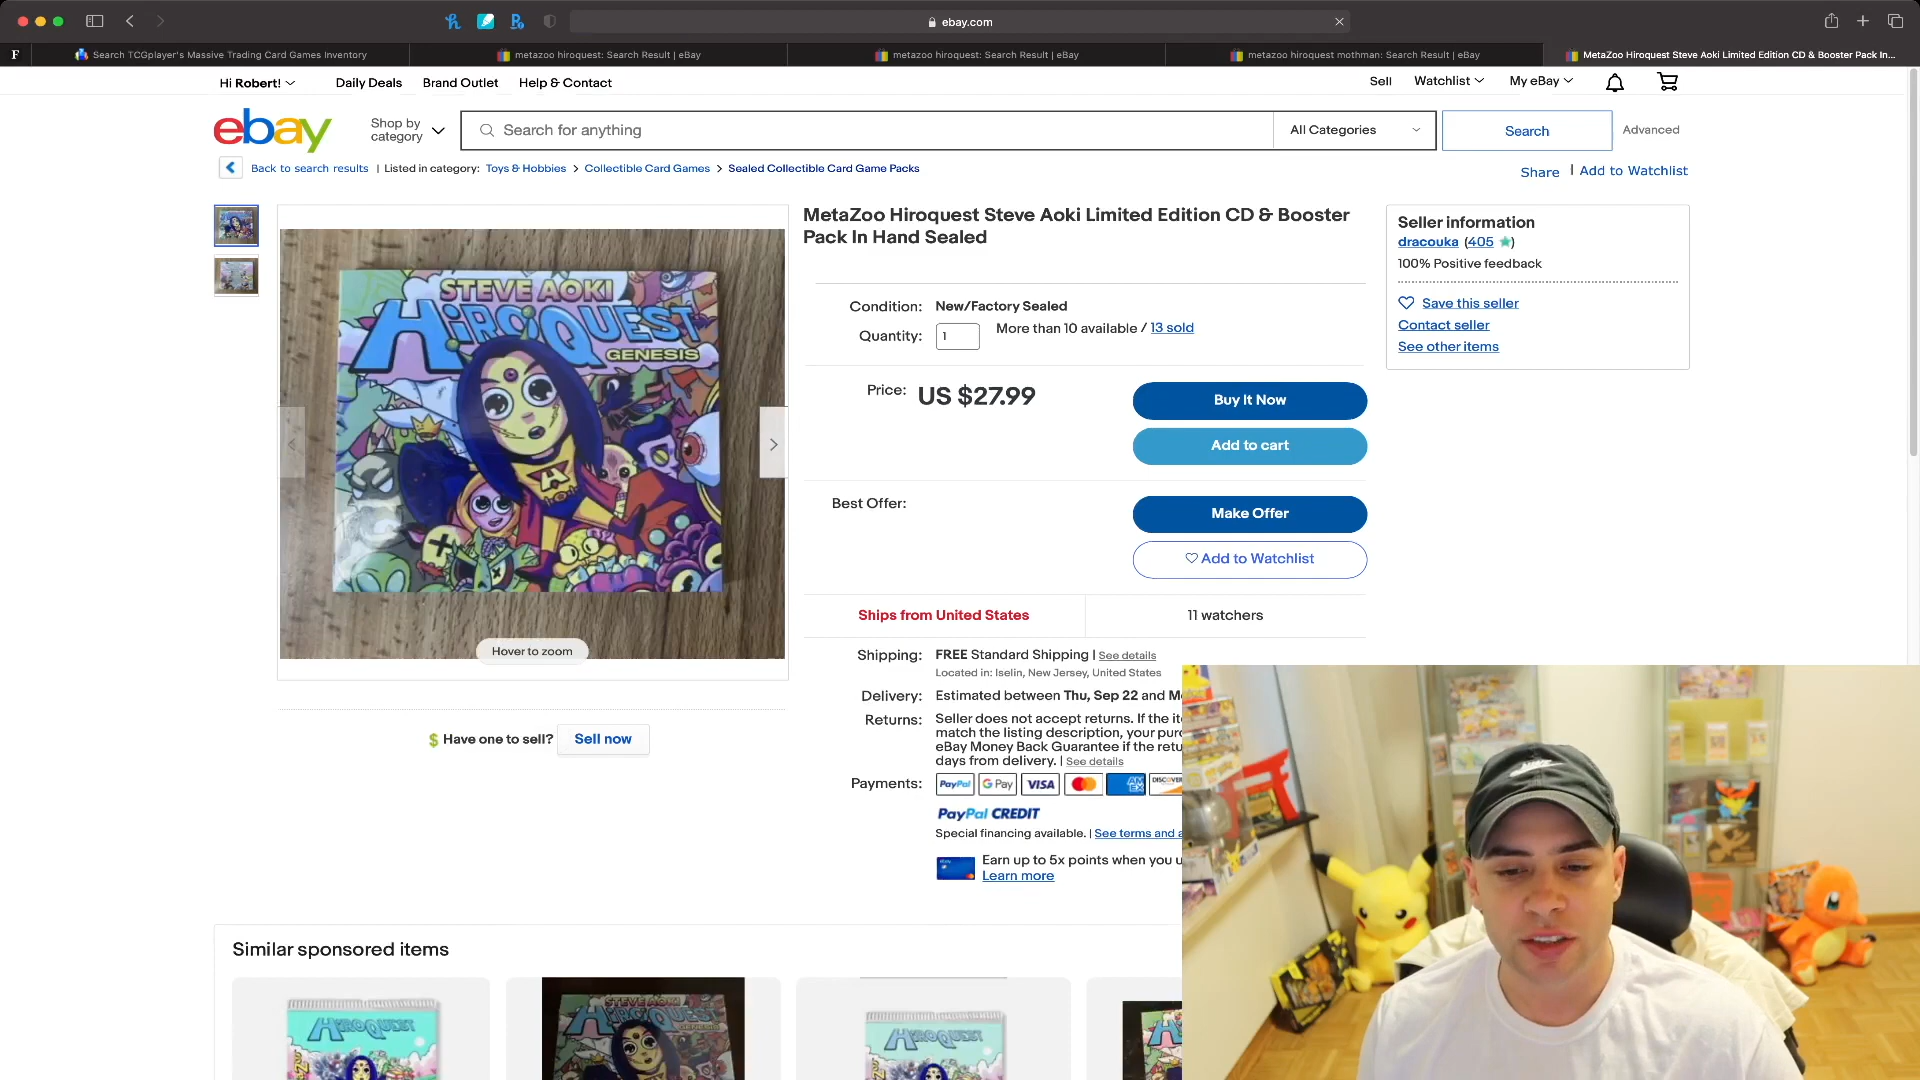 ebay.com
F
Search TCGplayer's Massive Trading Card Games Inventory
metazoo hiroquest: Search Result | eBay
metazoo hiroquest: Search Result | eBay
metazoo hiroquest mothman: Search Result | eBay
MetaZoo Hiroquest Steve Aoki Limited Edition CD & Booster Pack In...
Hi Robert!
Daily Deals
Brand Outlet
Help & Contact
Sell
Watchlist
My eBay
ebay
Shop by
category
Search for anything
All Categories
Search
Advanced
Back to search results | Listed in category: Toys & Hobbies > Collectible Card Games > Sealed Collectible Card Game Packs
Share | Add to Watchlist
STEVE AOKI
HIROQUEST
GENESIS
Hover to zoom
Have one to sell? Sell now
MetaZoo Hiroquest Steve Aoki Limited Edition CD & Booster
Pack In Hand Sealed
Condition: New/Factory Sealed
Quantity: 1 More than 10 available / 13 sold
Price: US $27.99
Buy It Now
Add to cart
Best Offer:
Make Offer
Add to Watchlist
Ships from United States
11 watchers
Shipping: FREE Standard Shipping | See details
Located in: Iselin, New Jersey, United States
Delivery: Estimated between Thu, Sep 22 and
Returns: Seller does not accept returns. If the
match the listing description, your
eBay Money Back Guarantee if the
days from delivery. | See details
Payments: PayPal G Pay VISA AM EX DISCOVER
PayPal CREDIT
Special financing available. | See terms and
Earn up to 5x points when you
Learn more
Seller information
dracouka (405)
100% Positive feedback
Save this seller
Contact seller
See other items
Similar sponsored items
HIROQUEST
STEVE AOKI
HIROQUEST
GENESIS
HIROQUEST